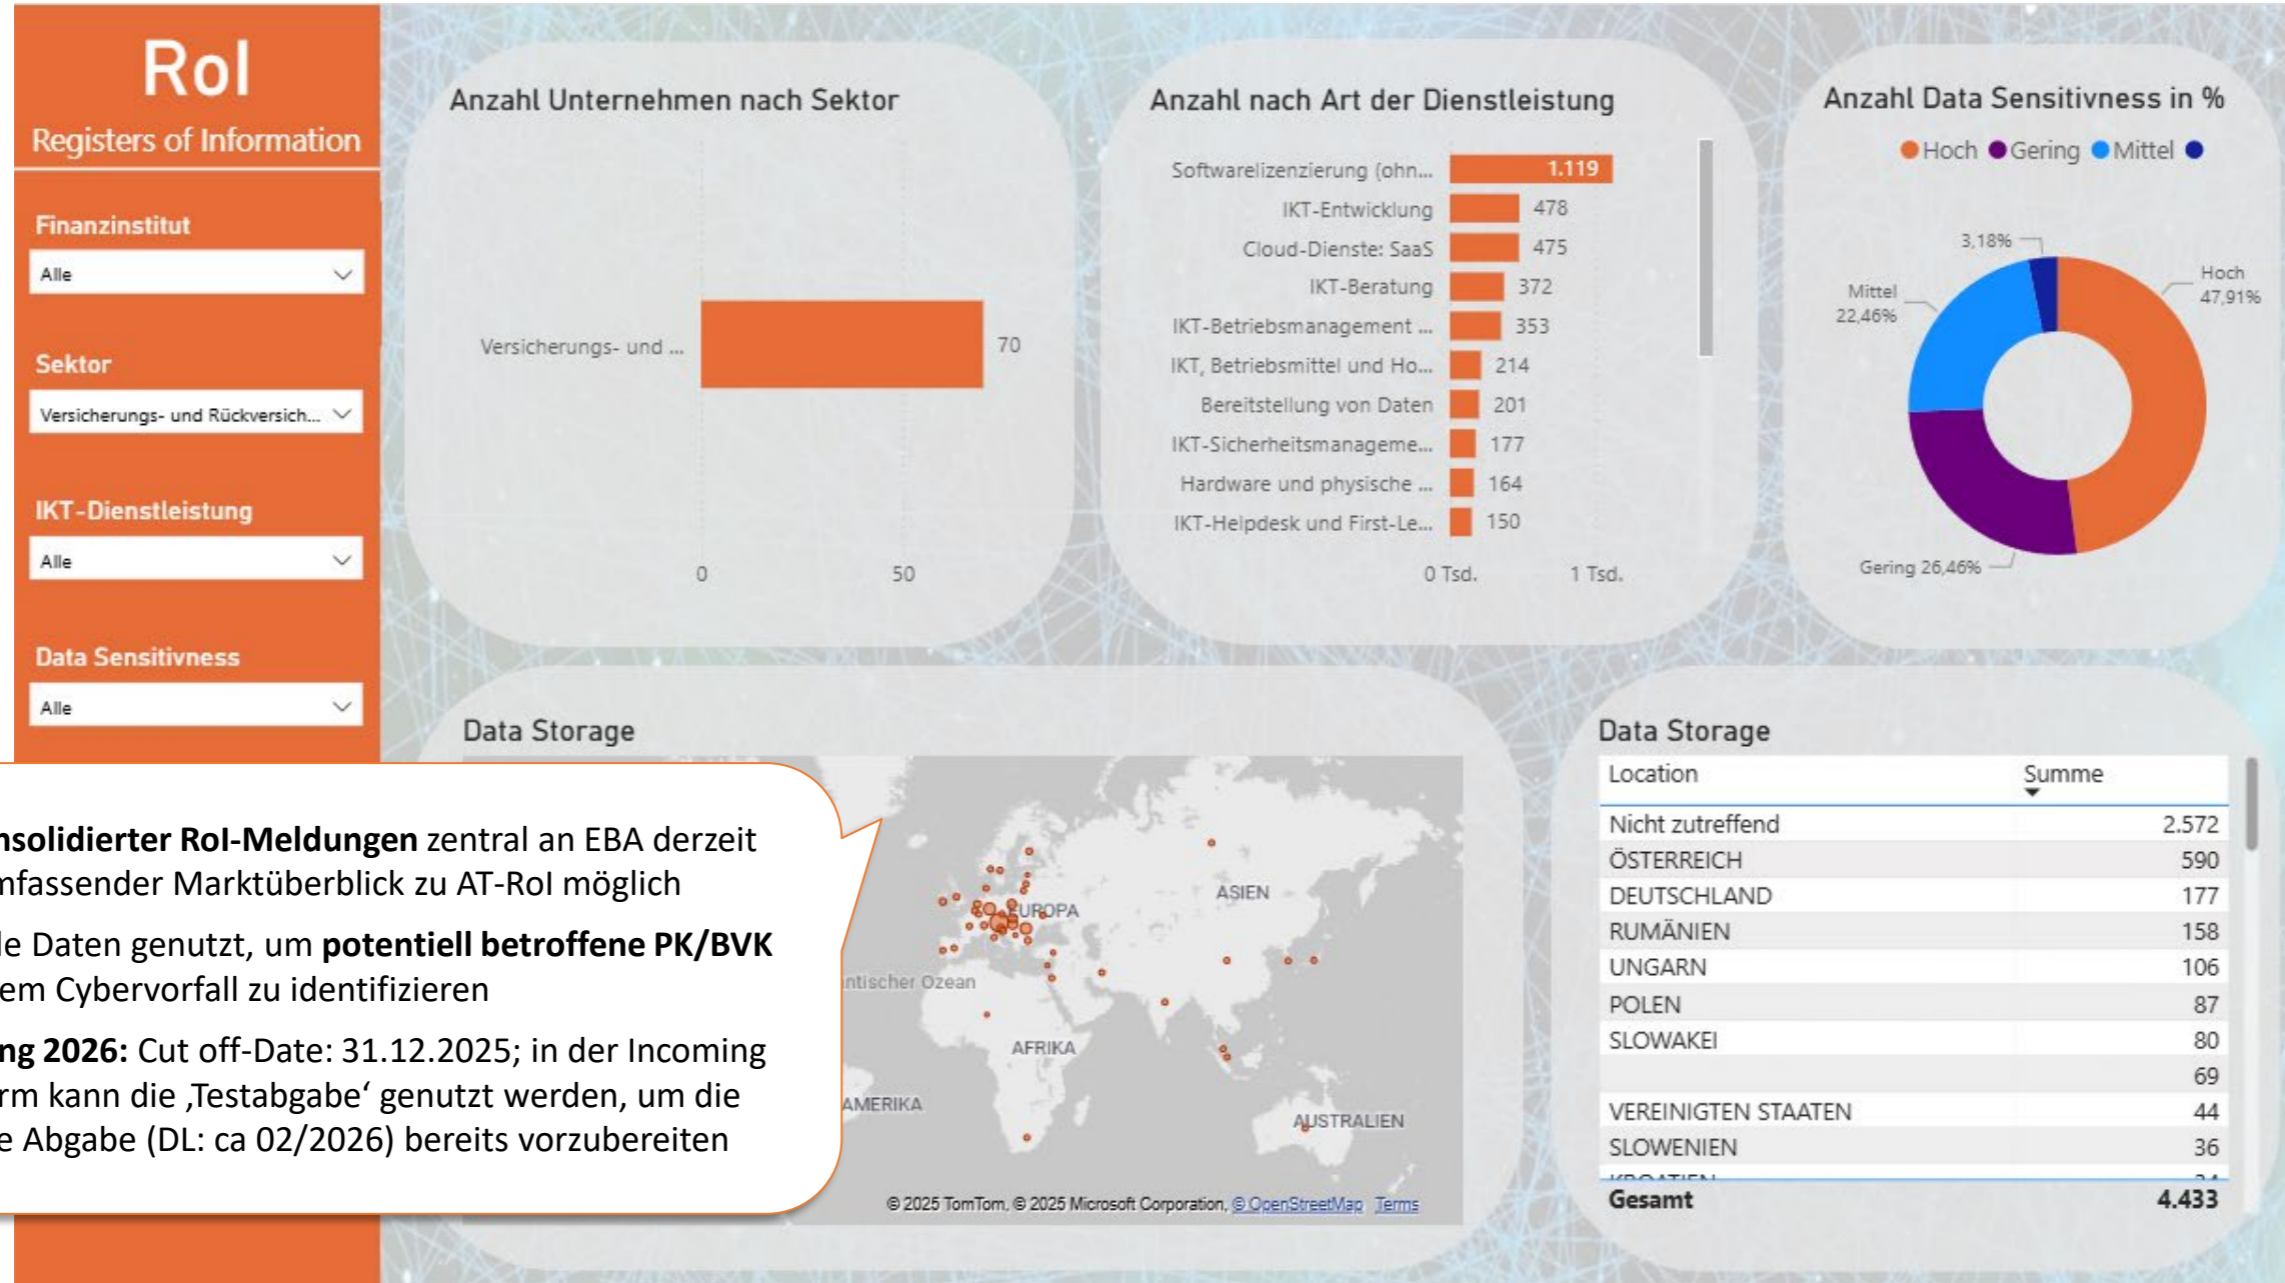 RoI
Registers of Information
Finanzinstitut
Alle
Sektor
Versicherungs- und Rückversich...
IKT-Dienstleistung
Alle
Data Sensitivness
Alle
Anzahl Unternehmen nach Sektor
Versicherungs- und ...
70
0
50
Anzahl nach Art der Dienstleistung
Softwarelizenzierung (ohn... 1.119
IKT-Entwicklung 478
Cloud-Dienste: SaaS 475
IKT-Beratung 372
IKT-Betriebsmanagement ... 353
IKT, Betriebsmittel und Ho... 214
Bereitstellung von Daten 201
IKT-Sicherheitsmanageme... 177
Hardware und physische ... 164
IKT-Helpdesk und First-Le... 150
0 Tsd. 1 Tsd.
Anzahl Data Sensitivness in %
Hoch Gering Mittel
3,18%
Hoch
47,91%
Mittel
22,46%
Gering 26,46%
nsolidierter RoI-Meldungen zentral an EBA derzeit
mfassender Marktüberblick zu AT-RoI möglich
le Daten genutzt, um potentiell betroffene PK/BVK
em Cybervorfall zu identifizieren
ng 2026: Cut off-Date: 31.12.2025; in der Incoming
rm kann die ‚Testabgabe‘ genutzt werden, um die
e Abgabe (DL: ca 02/2026) bereits vorzubereiten
Data Storage
EUROPA
ASIEN
ntischer Ozean
AFRIKA
AMERIKA
AUSTRALIEN
© 2025 TomTom, © 2025 Microsoft Corporation, © OpenStreetMap Terms
Data Storage
Location Summe
Nicht zutreffend 2.572
ÖSTERREICH 590
DEUTSCHLAND 177
RUMÄNIEN 158
UNGARN 106
POLEN 87
SLOWAKEI 80
69
VEREINIGTEN STAATEN 44
SLOWENIEN 36
KROATIEN 34
Gesamt 4.433